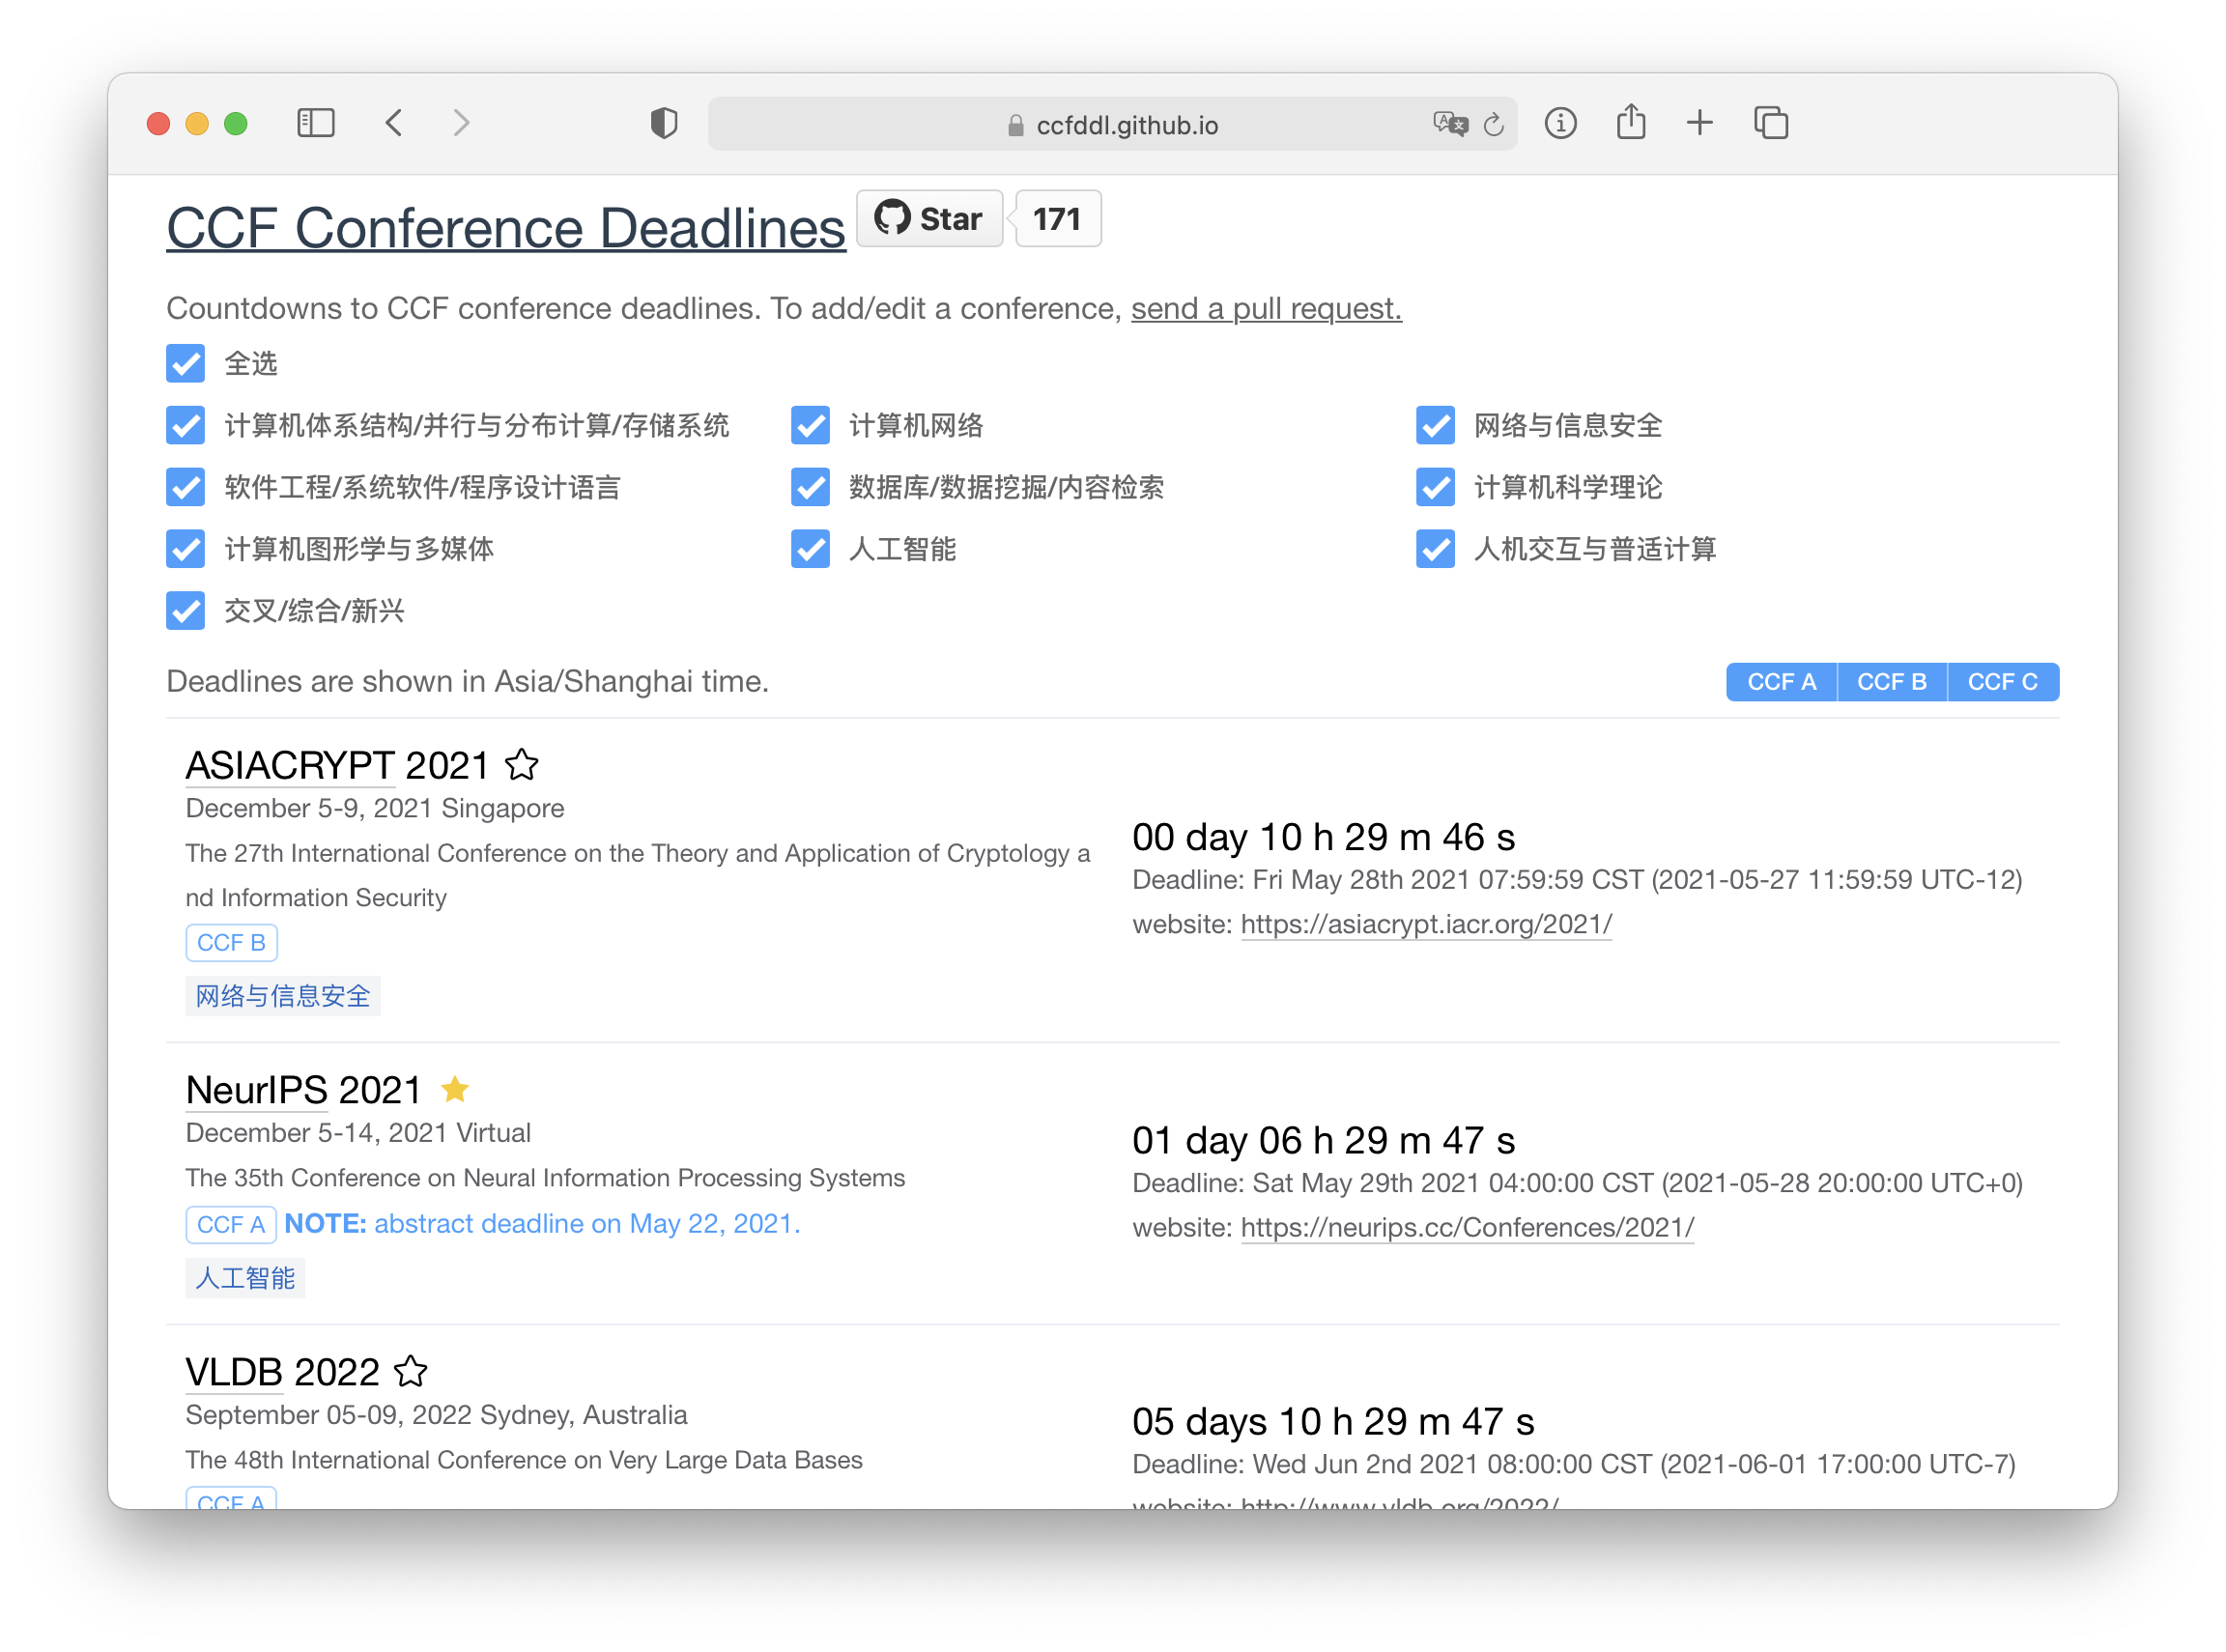 ccfddl.github.io
CCF Conference Deadlines Star 171
Countdowns to CCF conference deadlines. To add/edit a conference, send a pull request.
全选
计算机体系结构/并行与分布计算/存储系统 计算机网络 网络与信息安全
软件工程/系统软件/程序设计语言 数据库/数据挖掘/内容检索 计算机科学理论
计算机图形学与多媒体 人工智能 人机交互与普适计算
交叉/综合/新兴
Deadlines are shown in Asia/Shanghai time. CCF A CCF B CCF C
ASIACRYPT 2021
December 5-9, 2021 Singapore
The 27th International Conference on the Theory and Application of Cryptology a
nd Information Security
CCF B
网络与信息安全
00 day 10 h 29 m 46 s
Deadline: Fri May 28th 2021 07:59:59 CST (2021-05-27 11:59:59 UTC-12)
website: https://asiacrypt.iacr.org/2021/
NeurIPS 2021
December 5-14, 2021 Virtual
The 35th Conference on Neural Information Processing Systems
CCF A NOTE: abstract deadline on May 22, 2021.
人工智能
01 day 06 h 29 m 47 s
Deadline: Sat May 29th 2021 04:00:00 CST (2021-05-28 20:00:00 UTC+0)
website: https://neurips.cc/Conferences/2021/
VLDB 2022
September 05-09, 2022 Sydney, Australia
The 48th International Conference on Very Large Data Bases
CCF A
05 days 10 h 29 m 47 s
Deadline: Wed Jun 2nd 2021 08:00:00 CST (2021-06-01 17:00:00 UTC-7)
website: http://www.vldb.org/2022/